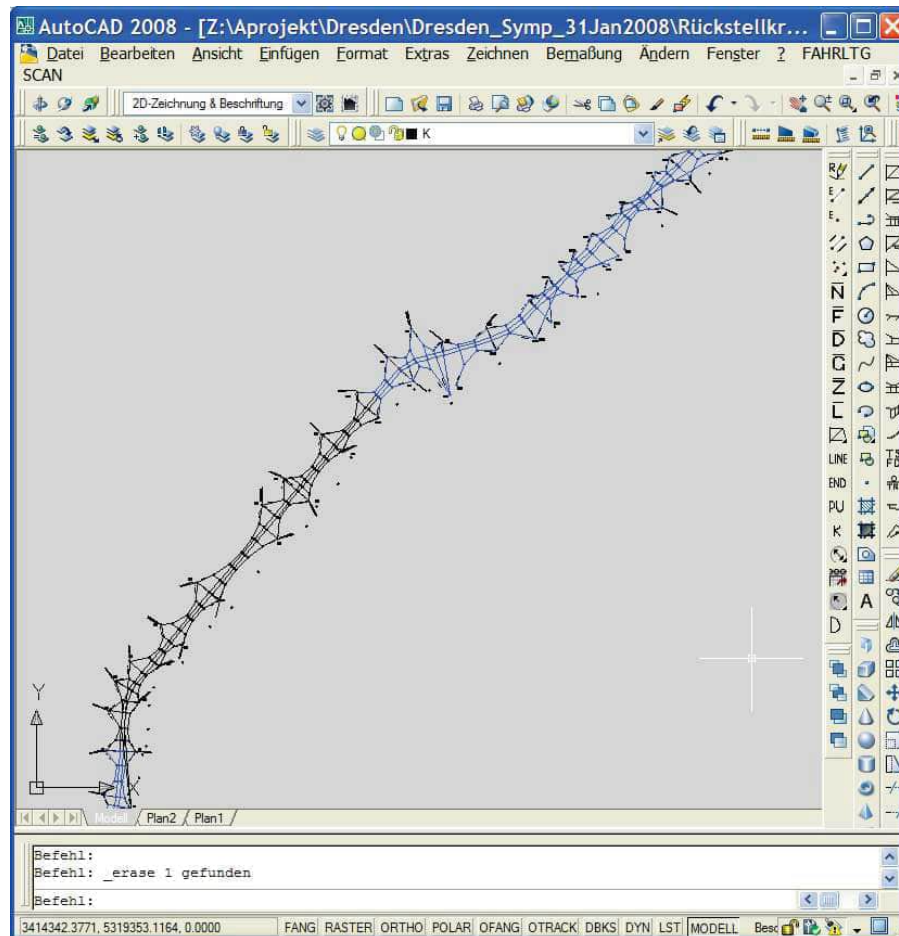 AutoCAD 2008 - [Z:\Aprojekt\Dresden\Dresden_Symp_31Jan2008\Rückstellkr...
Datei Bearbeiten Ansicht Einfügen Format Extras Zeichnen Bemaßung Ändern Fenster ? FAHRLTG
SCAN
2D-Zeichnung & Beschriftung
K
N
F
D
G
Z
L
LINE
END
PU
K
A
D
Y
X
Modell Plan2 Plan1
Befehl:
Befehl: _erase 1 gefunden
Befehl:
3414342.3771, 5319353.1164, 0.0000 FANG RASTER ORTHO POLAR OFANG OTRACK DBKS DYN LST MODELL